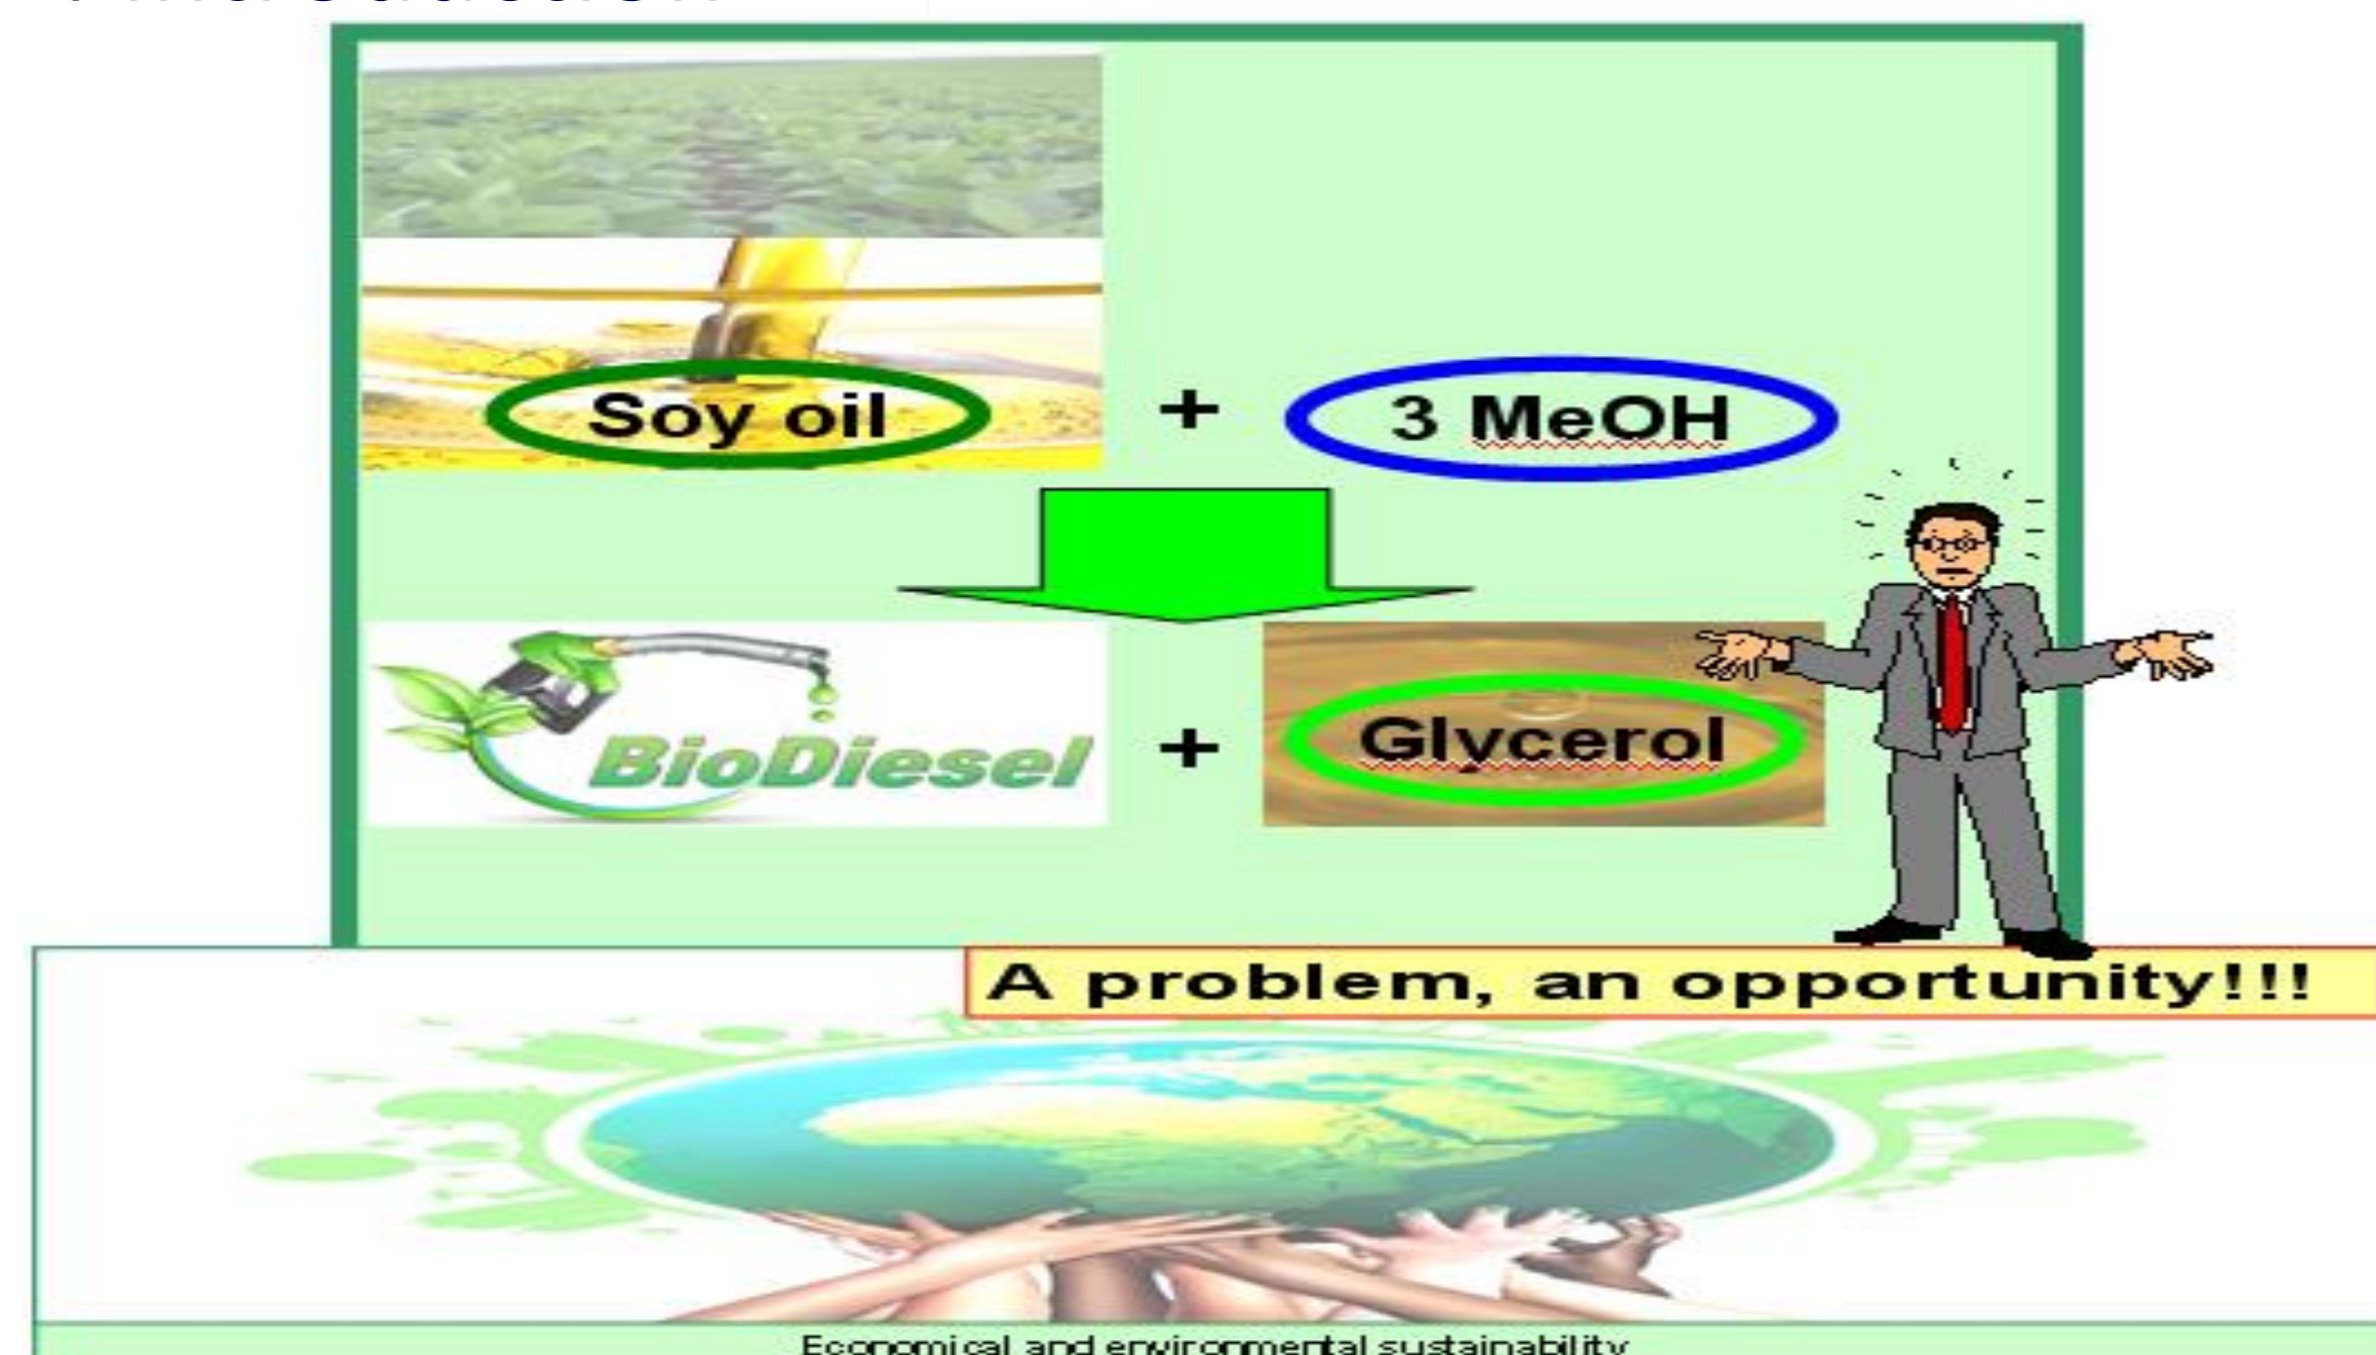 Soy oil + 3 MeOH
BioDiesel + Glycerol
A problem, an opportunity!!!
Economical and environmental sustainability